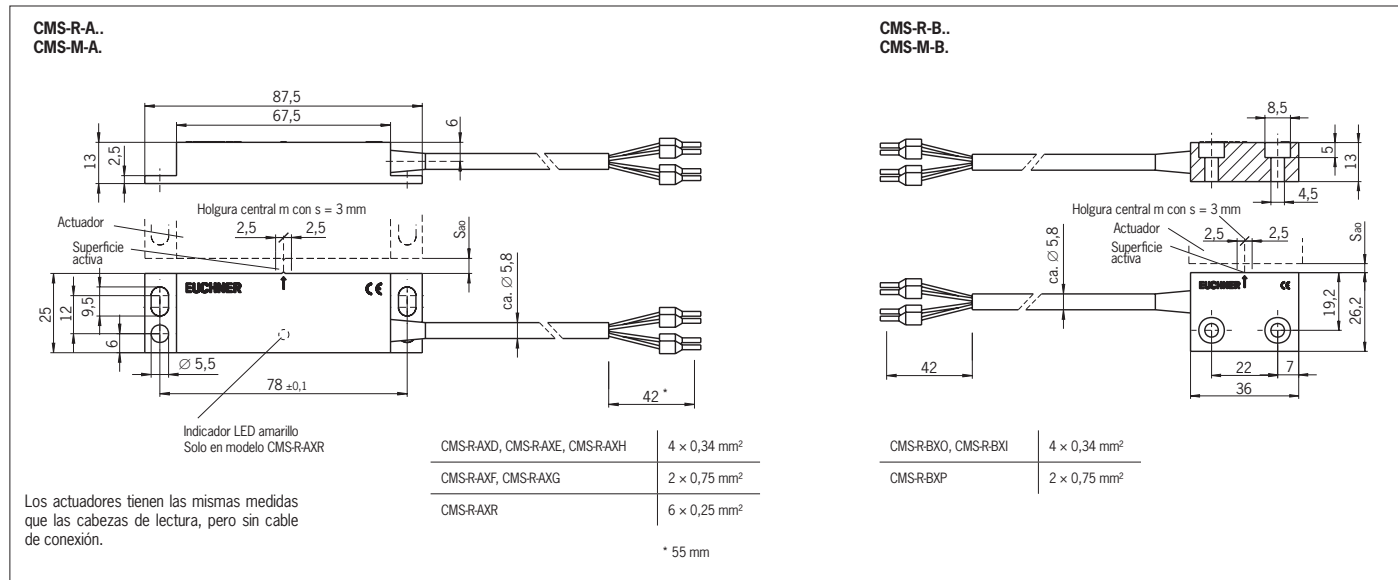 CMS-R-A..
CMS-M-A.
87,5
67,5
6
13
2,5
Holgura central m con s = 3 mm
Actuador
2,5
2,5
Sao
Superficie
activa
EUCHNER
CE
ca. Ø 5,8
25
12
9,5
6
Ø 5,5
78 ±0,1
42 *
Indicador LED amarillo
Solo en modelo CMS-R-AXR
CMS-R-AXD, CMS-R-AXE, CMS-R-AXH 4 × 0,34 mm²
CMS-R-AXF, CMS-R-AXG 2 × 0,75 mm²
CMS-R-AXR 6 × 0,25 mm²
* 55 mm
Los actuadores tienen las mismas medidas
que las cabezas de lectura, pero sin cable
de conexión.
CMS-R-B..
CMS-M-B.
8,5
5
13
4,5
Holgura central m con s = 3 mm
Actuador
2,5
2,5
Sao
Superficie
activa
ca. Ø 5,8
EUCHNER
CE
19,2
26,2
42
22
7
36
CMS-R-BXO, CMS-R-BXI 4 × 0,34 mm²
CMS-R-BXP 2 × 0,75 mm²